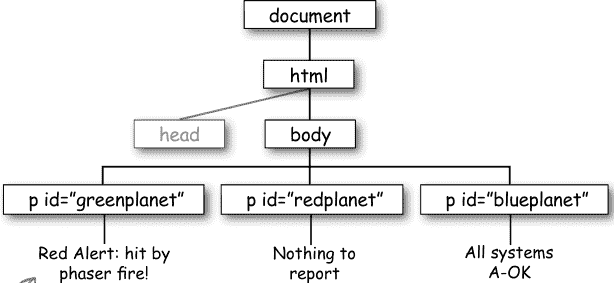 document
html
head
body
p id="greenplanet"
p id="redplanet"
p id="blueplanet"
Red Alert: hit by
phaser fire!
Nothing to
report
All systems
A-OK